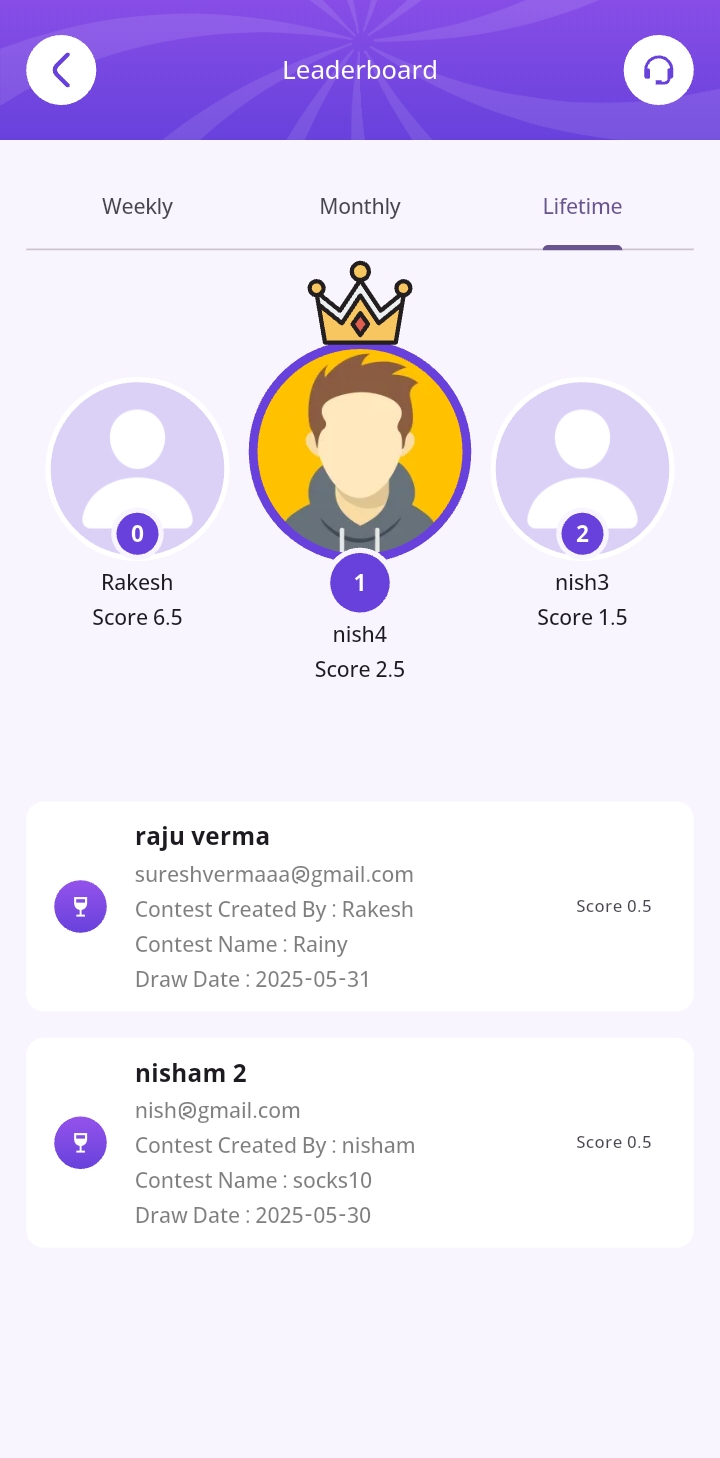 Leaderboard
Weekly
Monthly
Lifetime
0
Rakesh
Score 6.5
1
nish4
Score 2.5
2
nish3
Score 1.5
raju verma
sureshvermaaa@gmail.com
Contest Created By : Rakesh
Contest Name : Rainy
Draw Date : 2025-05-31
Score 0.5
nisham 2
nish@gmail.com
Contest Created By : nisham
Contest Name : socks10
Draw Date : 2025-05-30
Score 0.5